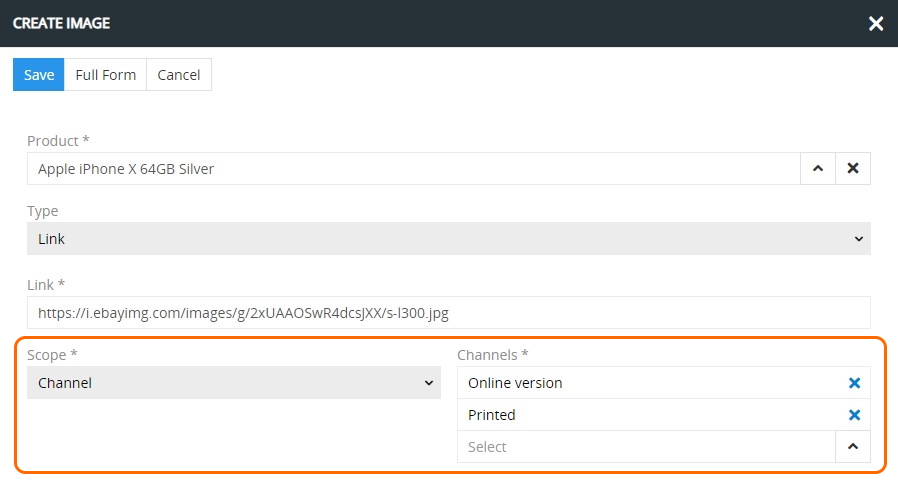 CREATE IMAGE
Save Full Form Cancel
Product *
Apple iPhone X 64GB Silver
Type
Link
Link *
https://i.ebayimg.com/images/g/2xUAAOSwR4dcsJXX/s-l300.jpg
Scope * Channels *
Channel Online version
Printed
Select